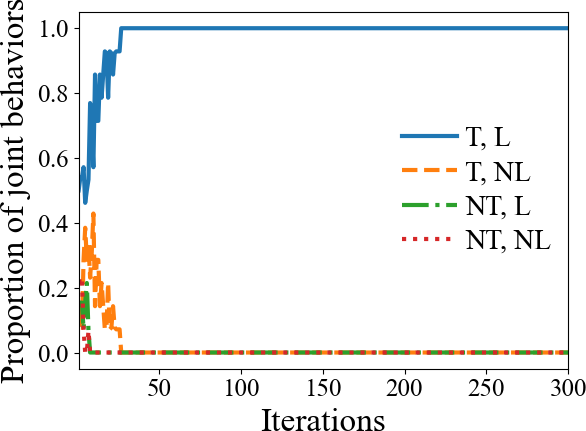 Proportion of joint behaviors
1.0
0.8
0.6
0.4
0.2
0.0
T, L
T, NL
NT, L
NT, NL
50 100 150 200 250 300
Iterations